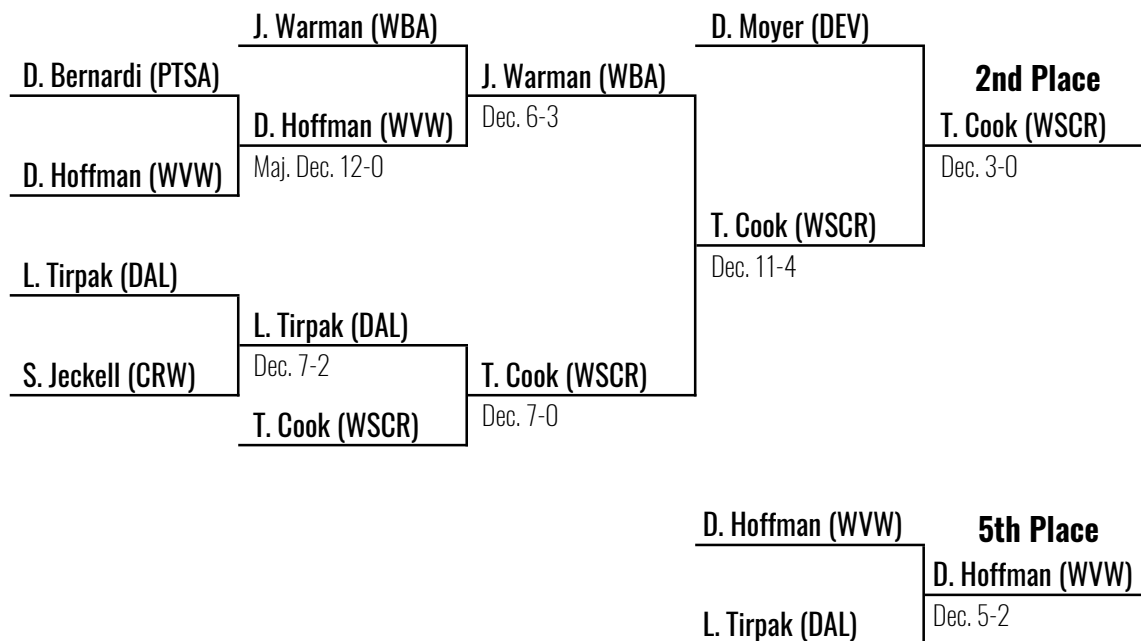 J. Warman (WBA)
D. Moyer (DEV)
D. Bernardi (PTSA)
J. Warman (WBA)
2nd Place
Dec. 6-3
D. Hoffman (WVW)
T. Cook (WSCR)
Maj. Dec. 12-0
Dec. 3-0
D. Hoffman (WVW)
T. Cook (WSCR)
Dec. 11-4
L. Tirpak (DAL)
L. Tirpak (DAL)
Dec. 7-2
S. Jeckell (CRW)
T. Cook (WSCR)
Dec. 7-0
T. Cook (WSCR)
D. Hoffman (WVW)
5th Place
D. Hoffman (WVW)
Dec. 5-2
L. Tirpak (DAL)